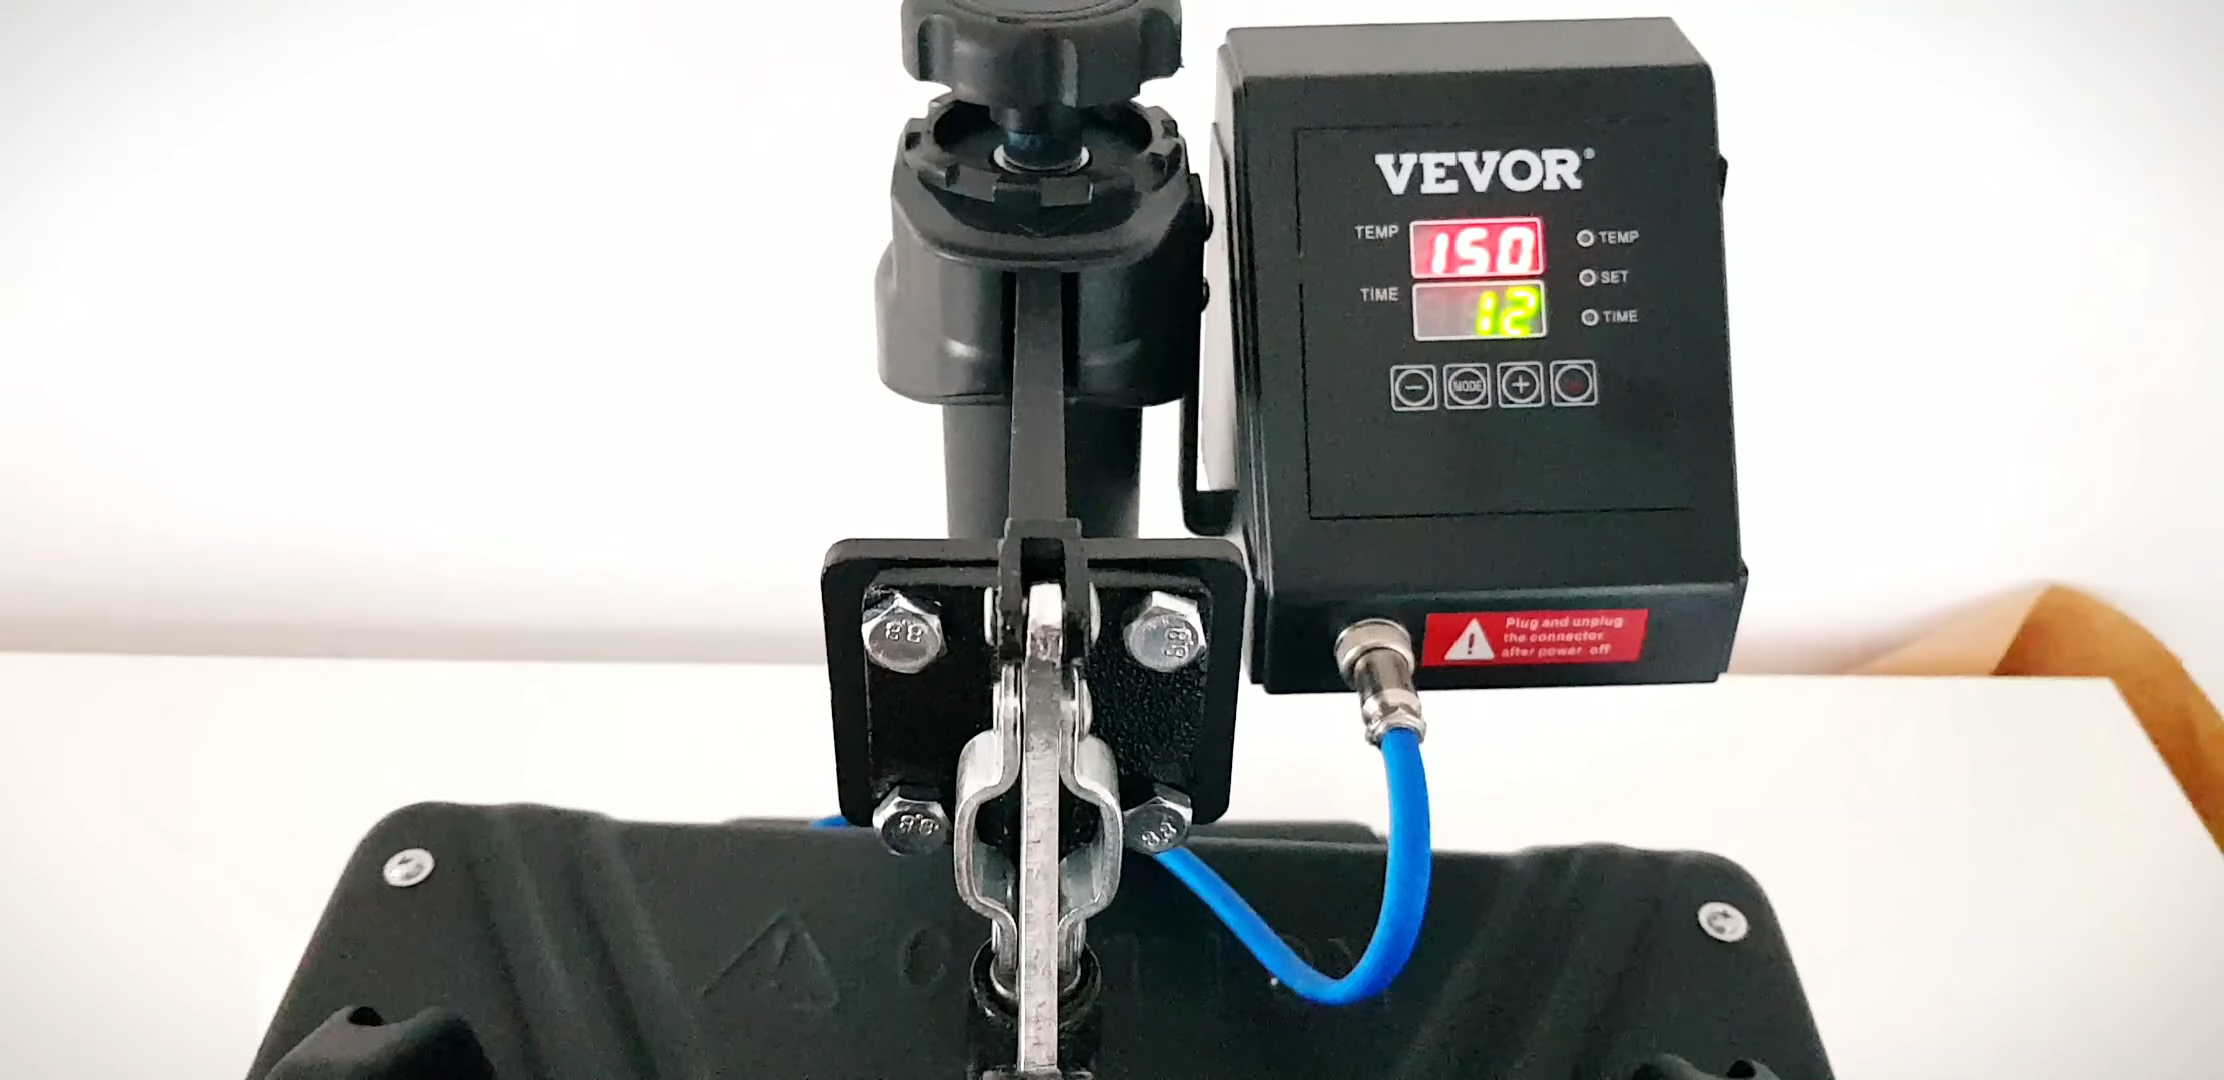 VEVOR®
TEMP 150 TEMP
SET
TIME 12 TIME
MODE
Plug and unplug
the connector
after power off
8.8
8.8
8.8
8.8